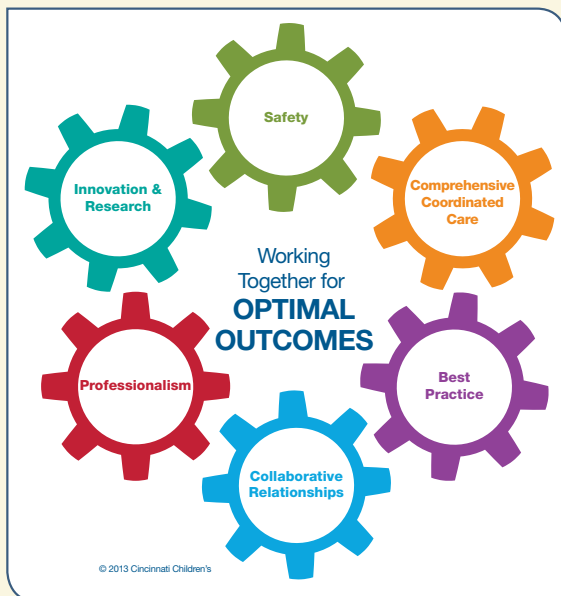 Safety
Innovation &
Research
Comprehensive
Coordinated
Care
Working
Together for
OPTIMAL
OUTCOMES
Professionalism
Best
Practice
Collaborative
Relationships
© 2013 Cincinnati Children's